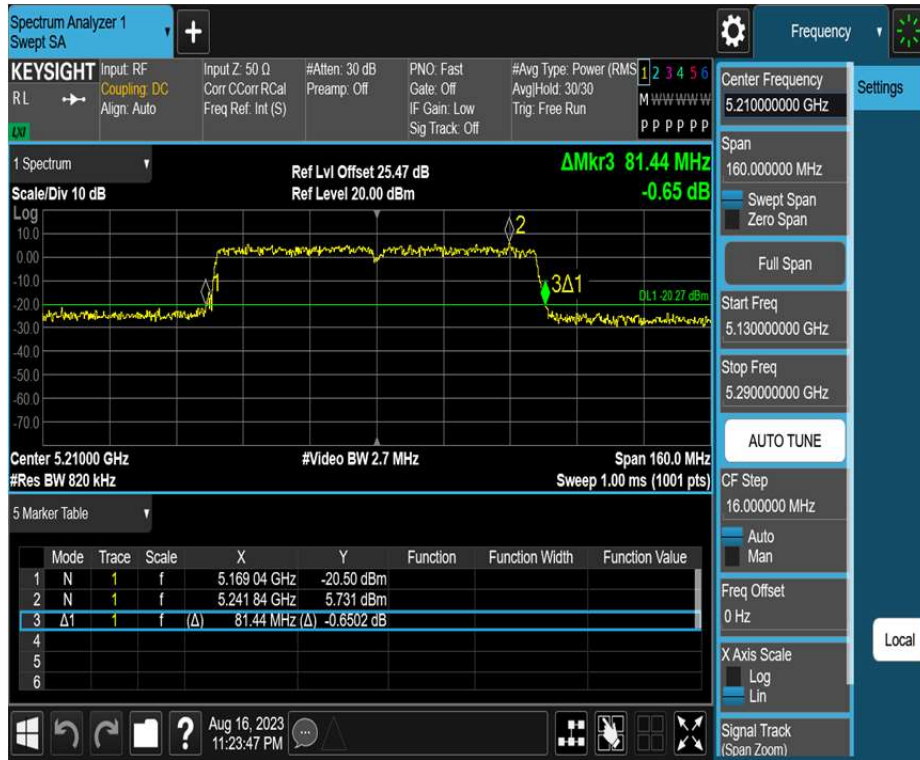 Spectrum Analyzer 1
Swept SA
+
Frequency
KEYSIGHT
RL
LXI
Input: RF
Coupling: DC
Align: Auto
Input Z: 50 Ω
Corr CCorr RCal
Freq Ref: Int (S)
#Atten: 30 dB
Preamp: Off
PNO: Fast
Gate: Off
IF Gain: Low
Sig Track: Off
#Avg Type: Power (RMS
Avg|Hold: 30/30
Trig: Free Run
1 2 3 4 5 6
M W W W W W
P P P P P P
1 Spectrum
Scale/Div 10 dB
Ref Lvl Offset 25.47 dB
Ref Level 20.00 dBm
ΔMkr3 81.44 MHz
-0.65 dB
Log
10.0
0.00
-10.0
-20.0
-30.0
-40.0
-50.0
-60.0
-70.0
1
2
3Δ1
DL1 -20.27 dBm
Center 5.21000 GHz
#Video BW 2.7 MHz
Span 160.0 MHz
#Res BW 820 kHz
Sweep 1.00 ms (1001 pts)
5 Marker Table
Mode Trace Scale X Y Function Function Width Function Value
1 N 1 f 5.169 04 GHz -20.50 dBm
2 N 1 f 5.241 84 GHz 5.731 dBm
3 Δ1 1 f (Δ) 81.44 MHz (Δ) -0.6502 dB
4
5
6
?
Aug 16, 2023
11:23:47 PM
Center Frequency
5.210000000 GHz
Settings
Span
160.000000 MHz
Swept Span
Zero Span
Full Span
Start Freq
5.130000000 GHz
Stop Freq
5.290000000 GHz
AUTO TUNE
CF Step
16.000000 MHz
Auto
Man
Freq Offset
0 Hz
X Axis Scale
Log
Lin
Signal Track
(Span Zoom)
Local